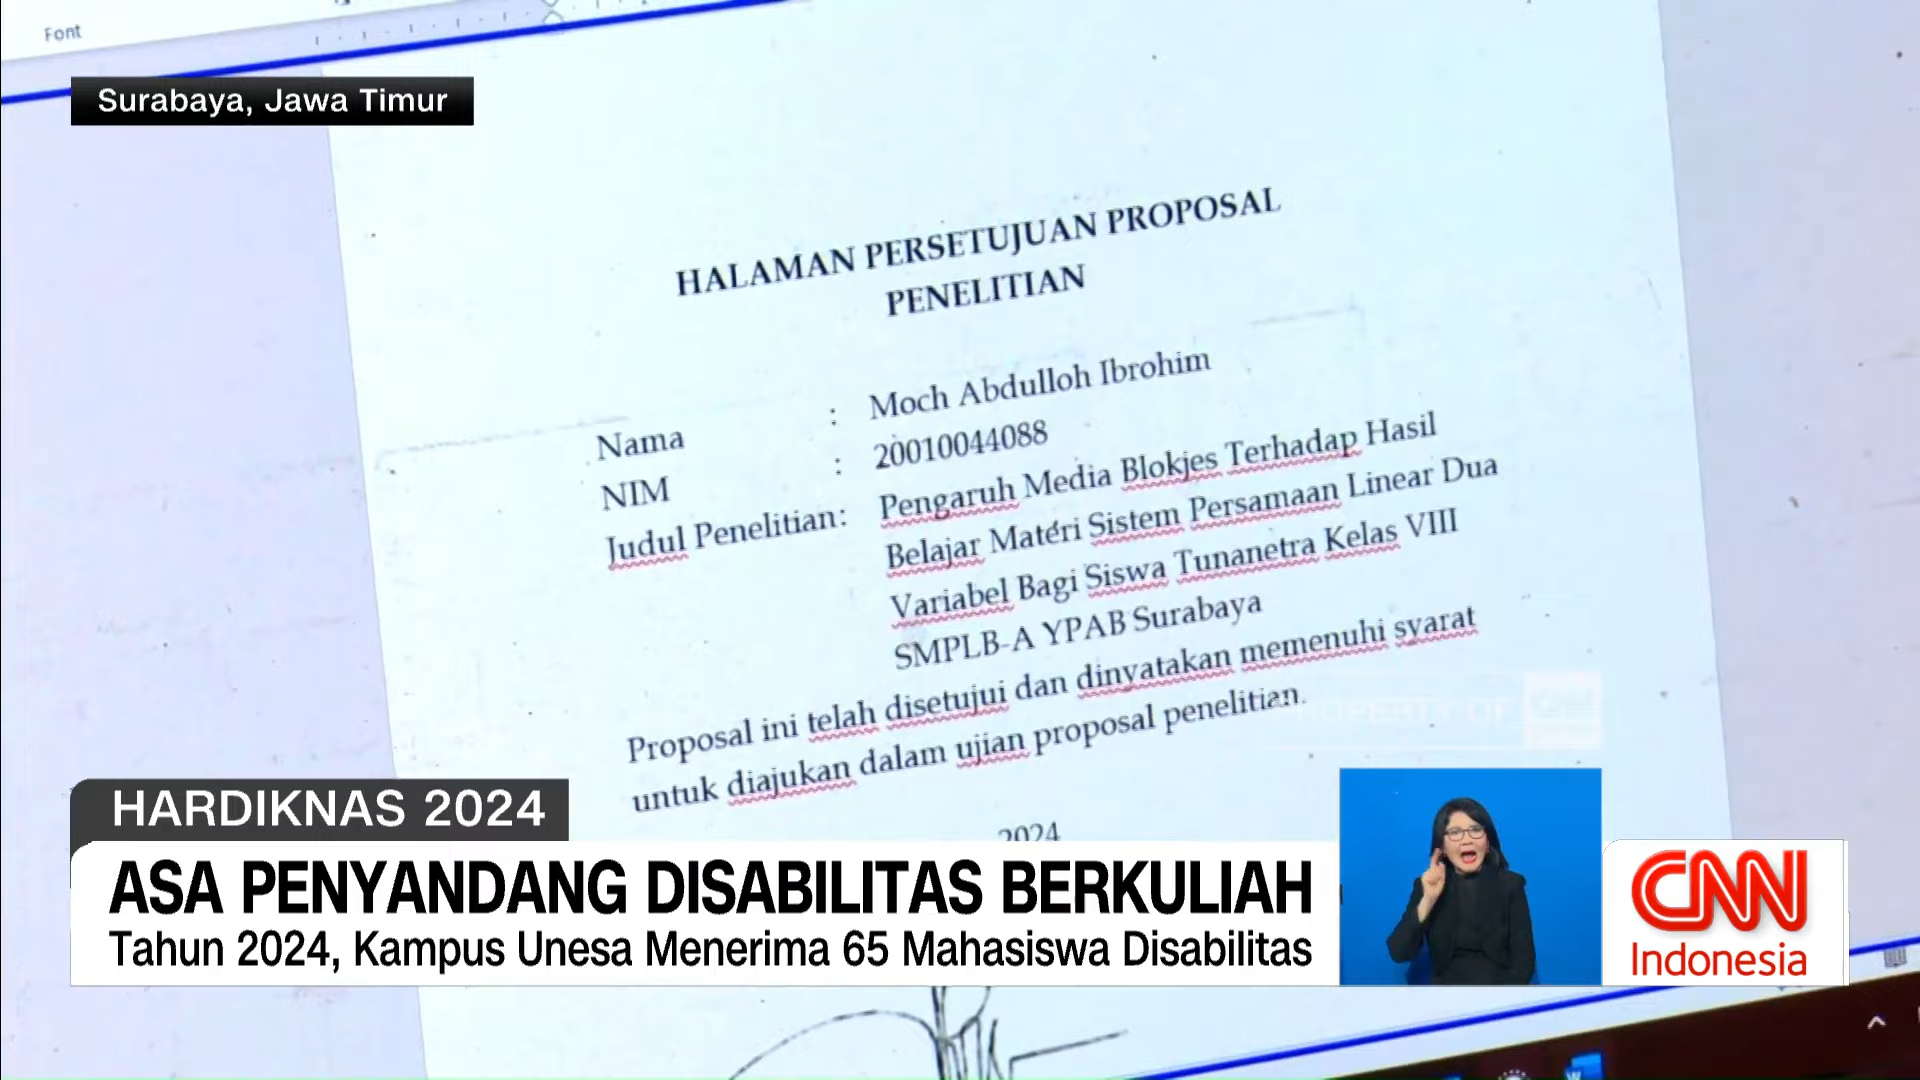 Font
Surabaya, Jawa Timur
HALAMAN PERSETUJUAN PROPOSAL
PENELITIAN
Nama : Moch Abdulloh Ibrohim
NIM : 20010044088
Judul Penelitian: Pengaruh Media Blokjes Terhadap Hasil
Belajar Materi Sistem Persamaan Linear Dua
Variabel Bagi Siswa Tunanetra Kelas VIII
SMPLB-A YPAB Surabaya
Proposal ini telah disetujui dan dinyatakan memenuhi syarat
untuk diajukan dalam ujian proposal penelitian.
2024
PROPERTY OF CNN
HARDIKNAS 2024
ASA PENYANDANG DISABILITAS BERKULIAH
Tahun 2024, Kampus Unesa Menerima 65 Mahasiswa Disabilitas
CNN
Indonesia